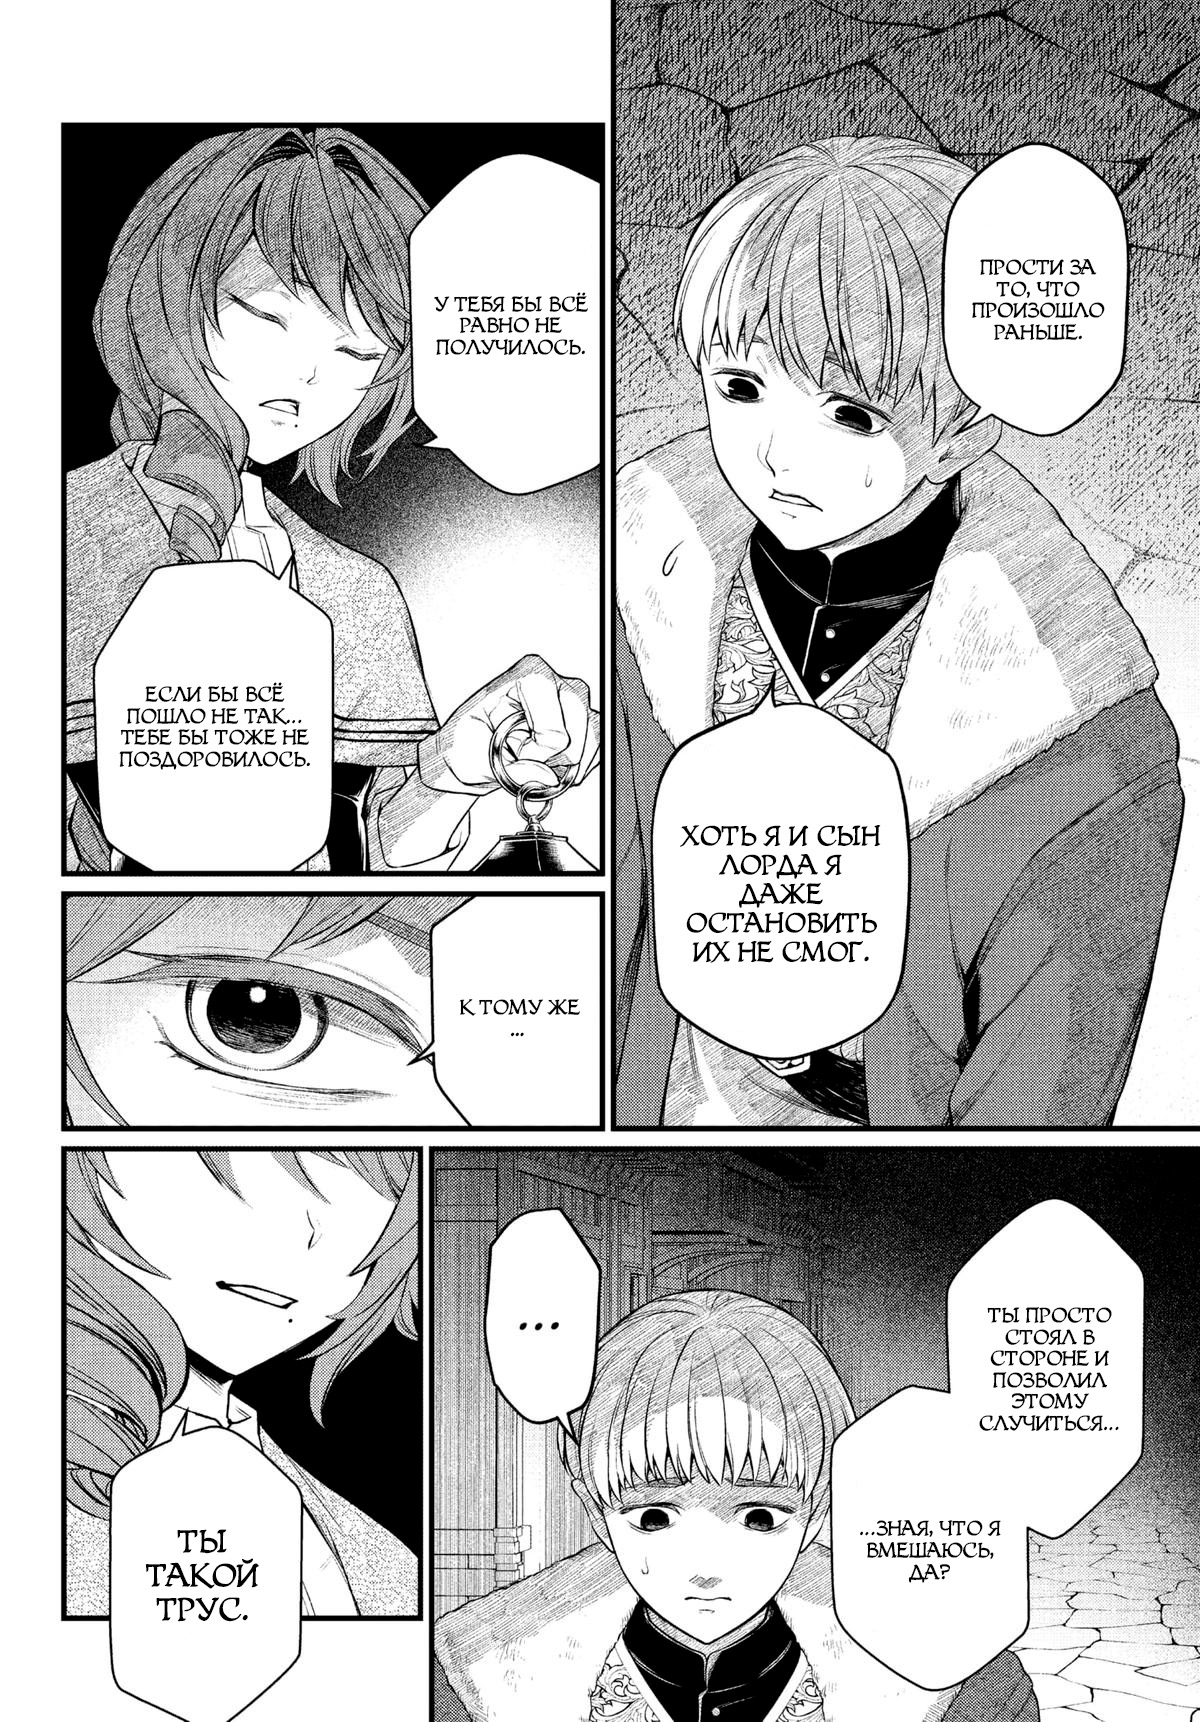 ПРОСТИ ЗА
ТО, ЧТО
ПРОИЗОШЛО
РАНЬШЕ.
ХОТЬ Я И СЫН
ЛОРДА Я
ДАЖЕ
ОСТАНОВИТЬ
ИХ НЕ СМОГ.
У ТЕБЯ БЫ ВСЁ
РАВНО НЕ
ПОЛУЧИЛОСЬ.
ЕСЛИ БЫ ВСЁ
ПОШЛО НЕ ТАК...
ТЕБЕ БЫ ТОЖЕ НЕ
ПОЗДОРОВИЛОСЬ.
К ТОМУ ЖЕ
...
ТЫ ПРОСТО
СТОЯЛ В
СТОРОНЕ И
ПОЗВОЛИЛ
ЭТОМУ
СЛУЧИТЬСЯ...
...ЗНАЯ, ЧТО Я
ВМЕШАЮСЬ,
ДА?
...
ТЫ
ТАКОЙ
ТРУС.